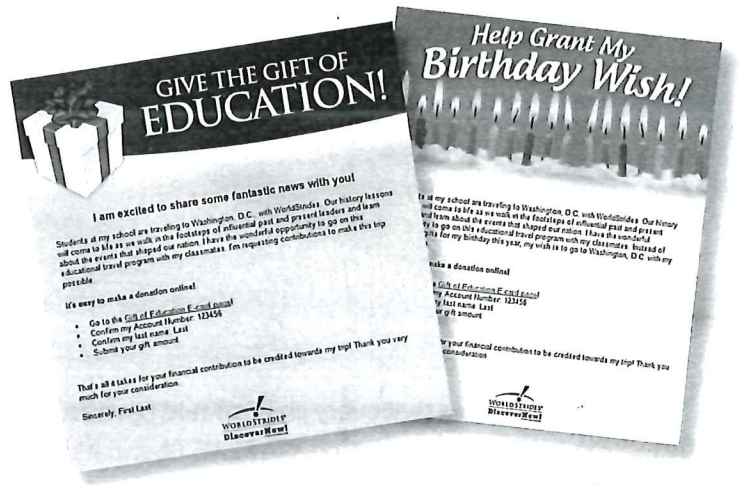 GIVE THE GIFT OF
EDUCATION!
I am excited to share some fantastic news with you!
Students at my school are traveling to Washington, D.C., with WorldStrides. Our history lessons
will come to life as we walk in the footsteps of influential past and present leaders and learn
about the events that shaped our nation. I have the wonderful opportunity to go on this
educational travel program with my classmates. I'm requesting contributions to make this trip
possible.
It's easy to make a donation online!
• Go to the Gift of Education E-card page!
• Confirm my Account Number: 123456
• Confirm my last name: Last
• Submit your gift amount
That's all it takes for your financial contribution to be credited towards my trip! Thank you very
much for your consideration.
Sincerely, First Last
WORLDSTRIDES®
DiscoverNow!
Help Grant My
Birthday Wish!
ts at my school are traveling to Washington, D.C. with WorldStrides. Our history
will come to life as we walk in the footsteps of influential past and present
nd learn about the events that shaped our nation. I have the wonderful
ty to go on this educational travel program with my classmates. Instead of
gifts for my birthday this year, my wish is to go to Washington, D.C. with my
make a donation online!
Gift of Education E-card page!
my Account Number: 123456
my last name: Last
ur gift amount
for your financial contribution to be credited towards my trip! Thank you
consideration
WORLDSTRIDES®
DiscoverNow!